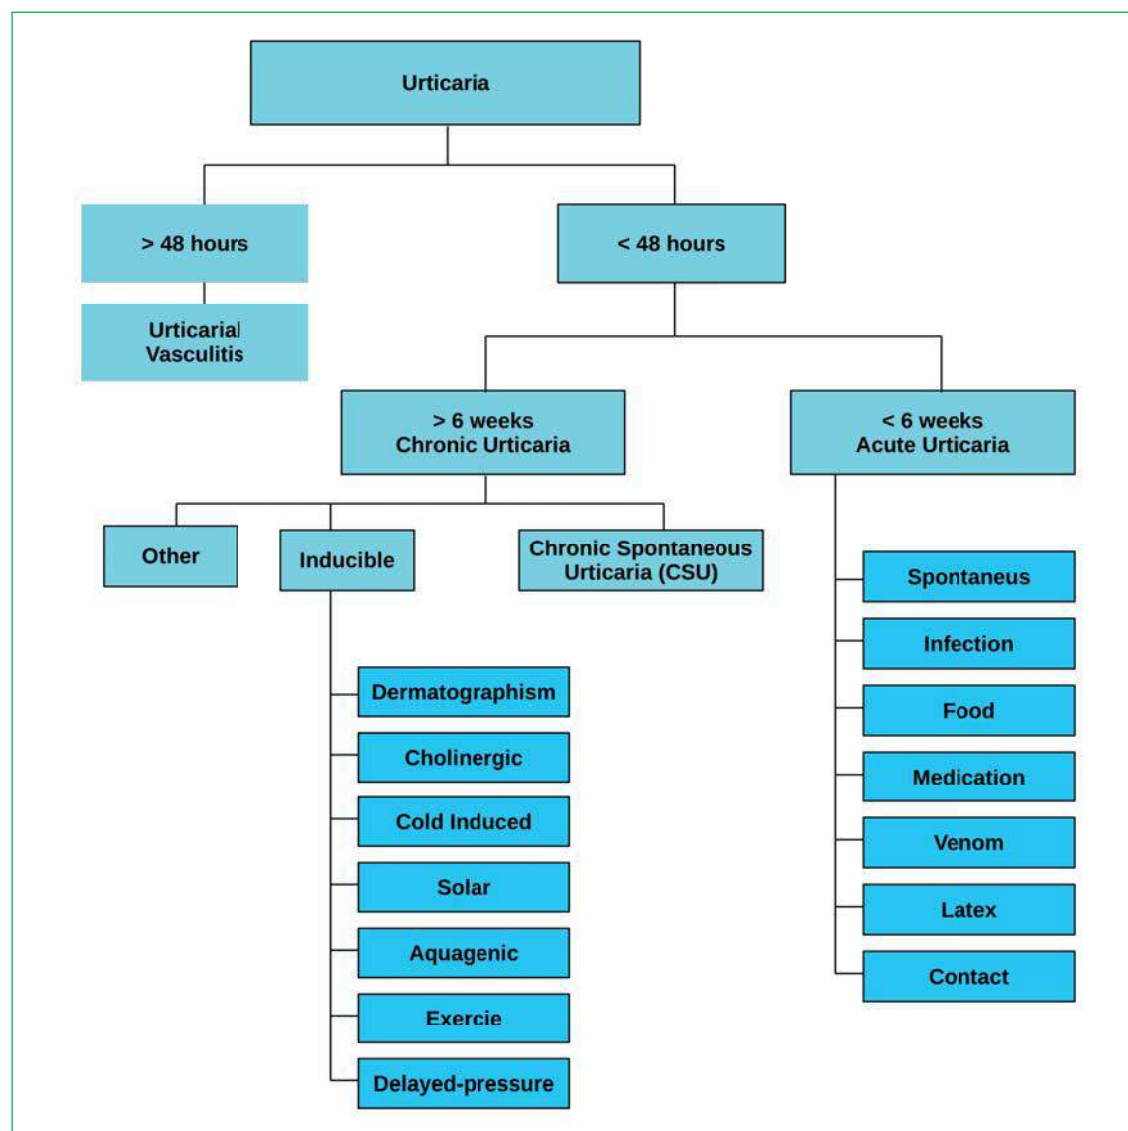 Urticaria
> 48 hours
< 48 hours
Urticarial
Vasculitis
> 6 weeks
Chronic Urticaria
< 6 weeks
Acute Urticaria
Other
Inducible
Chronic Spontaneous
Urticaria (CSU)
Dermatographism
Cholinergic
Cold Induced
Solar
Aquagenic
Exercie
Delayed-pressure
Spontaneus
Infection
Food
Medication
Venom
Latex
Contact